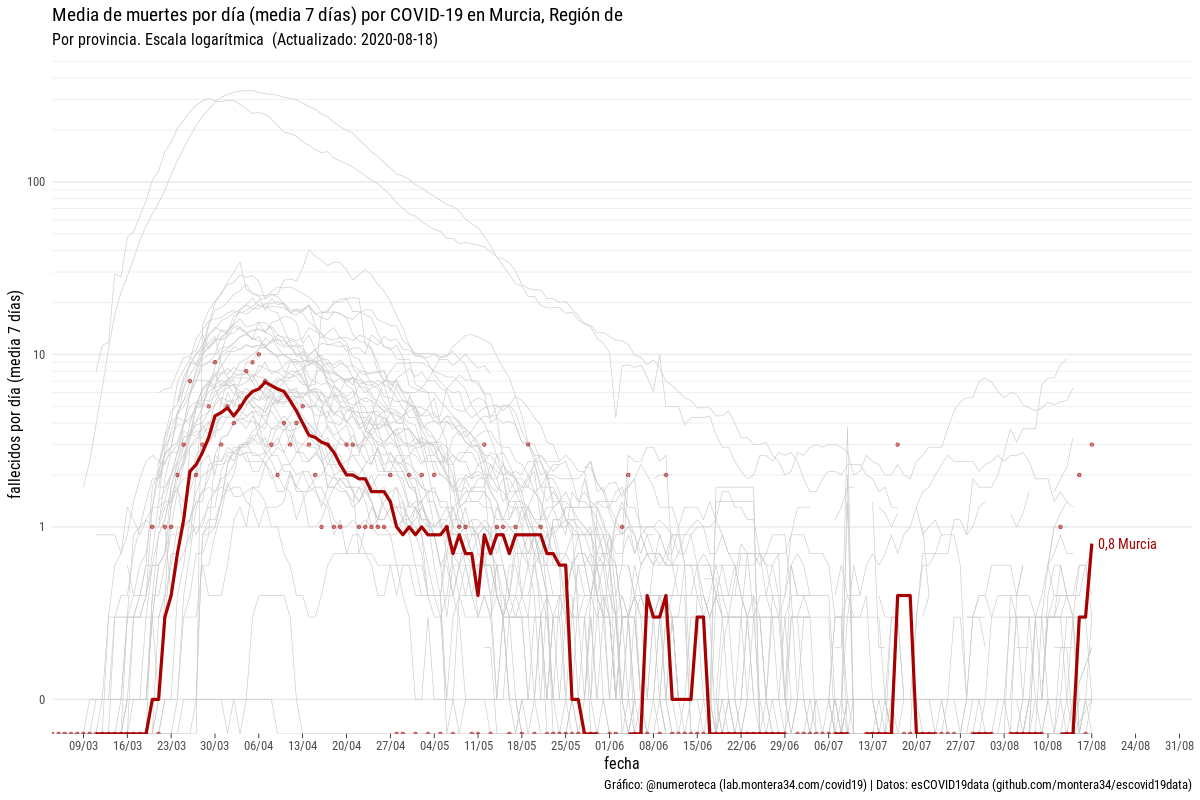 Media de muertes por día (media 7 días) por COVID-19 en Murcia, Región de
Por provincia. Escala logarítmica  (Actualizado: 2020-08-18)
fallecidos por día (media 7 días)
100
10
1
0
0,8 Murcia
09/03 16/03 23/03 30/03 06/04 13/04 20/04 27/04 04/05 11/05 18/05 25/05 01/06 08/06 15/06 22/06 29/06 06/07 13/07 20/07 27/07 03/08 10/08 17/08 24/08 31/08
fecha
Gráfico: @numeroteca (lab.montera34.com/covid19) | Datos: esCOVID19data (github.com/montera34/escovid19data)